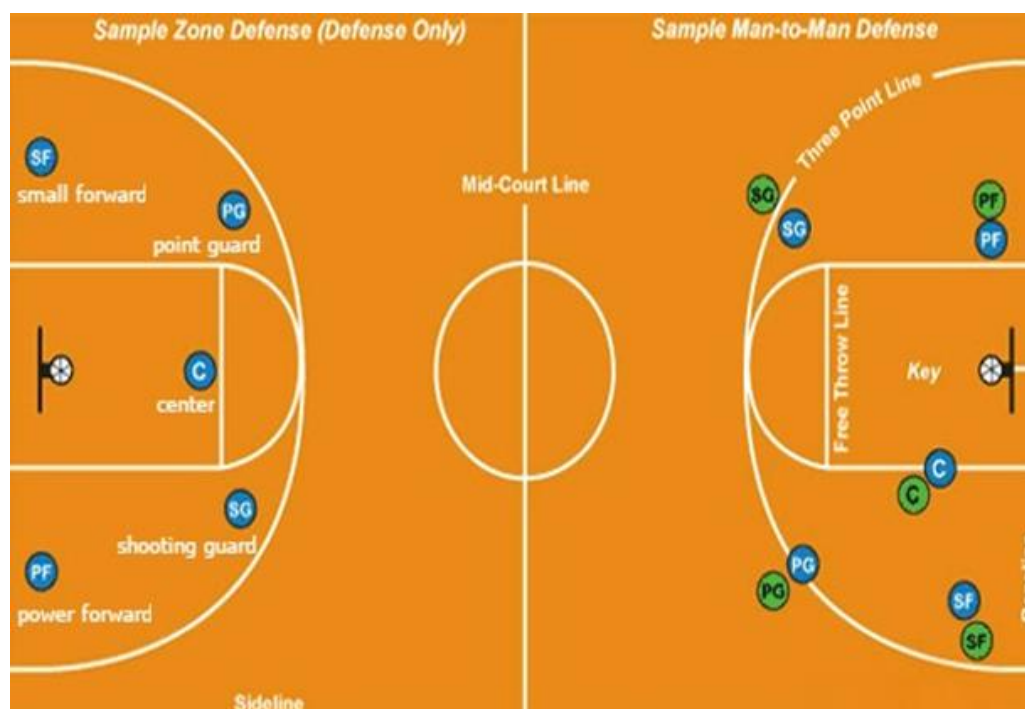 Sample Zone Defense (Defense Only)
Sample Man-to-Man Defense
Three Point Line
SF
small forward
PG
point guard
Mid-Court Line
SG
SG
PF
PF
C
center
Free Throw Line
Key
C
C
SG
shooting guard
PF
power forward
PG
PG
SF
SF
Sideline